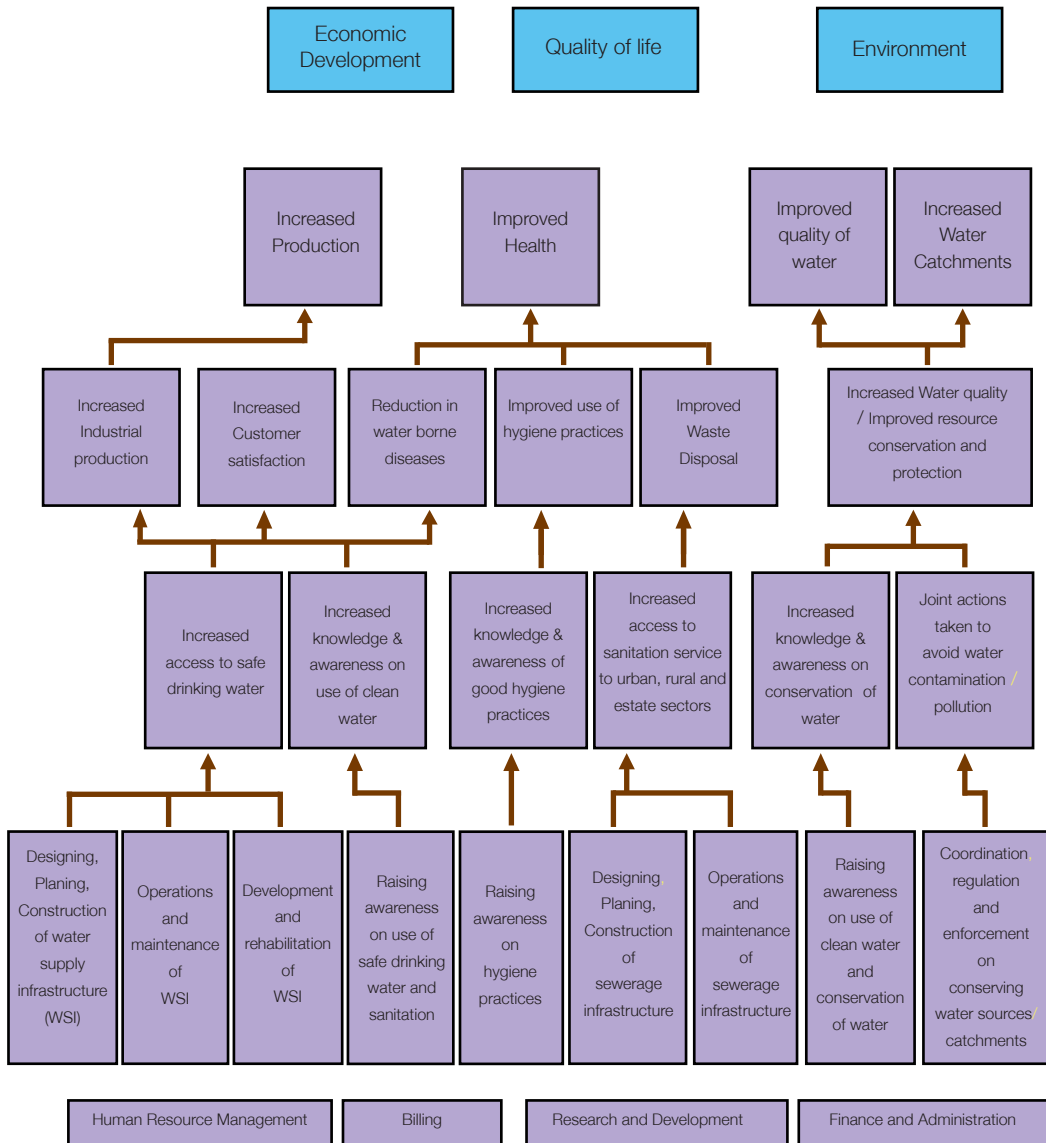 Economic
Development
Quality of life
Environment
Increased
Production
Improved
Health
Improved
quality of
water
Increased
Water
Catchments
Increased
Industrial
production
Increased
Customer
satisfaction
Reduction in
water borne
diseases
Improved use of
hygiene practices
Improved
Waste
Disposal
Increased Water quality
/ Improved resource
conservation and
protection
Increased
access to safe
drinking water
Increased
knowledge &
awareness on
use of clean
water
Increased
knowledge &
awareness of
good hygiene
practices
Increased
access to
sanitation service
to urban, rural and
estate sectors
Increased
knowledge &
awareness on
conservation of
water
Joint actions
taken to
avoid water
contamination /
pollution
Designing,
Planing,
Construction
of water
supply
infrastructure
(WSI)
Operations
and
maintenance
of
WSI
Development
and
rehabilitation
of
WSI
Raising
awareness
on use of
safe drinking
water and
sanitation
Raising
awareness
on
hygiene
practices
Designing,
Planing,
Construction
of
sewerage
infrastructure
Operations
and
maintenance
of
sewerage
infrastructure
Raising
awareness
on use of
clean water
and
conservation
of water
Coordination,
regulation
and
enforcement
on
conserving
water sources/
catchments
Human Resource Management
Billing
Research and Development
Finance and Administration